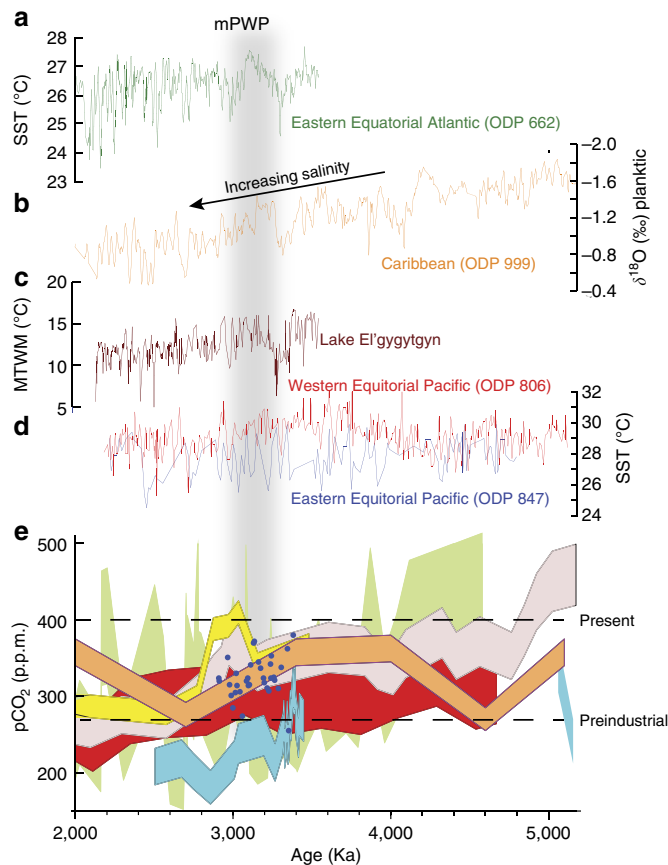 mPWP
a
28
27
26
25
24
23
SST (°C)
Eastern Equatorial Atlantic (ODP 662)
–2.0
–1.6
–1.2
–0.8
–0.4
δ18O (‰) planktic
Increasing salinity
b
Caribbean (ODP 999)
c
20
15
10
5
MTWM (°C)
Lake El'gygytgyn
Western Equitorial Pacific (ODP 806)
d
32
30
28
26
24
SST (°C)
Eastern Equitorial Pacific (ODP 847)
e
500
400
300
200
pCO2 (p.p.m.)
Present
Preindustrial
2,000 3,000 4,000 5,000
Age (Ka)